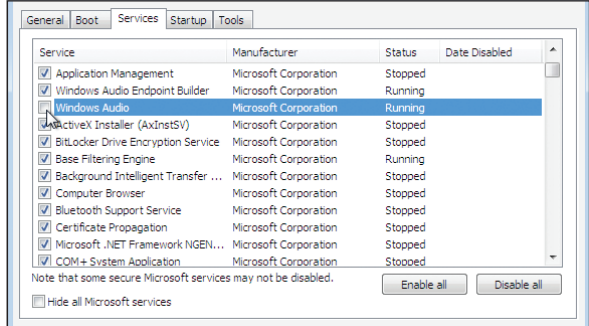 General Boot Services Startup Tools
Service Manufacturer Status Date Disabled
Application Management Microsoft Corporation Stopped
Windows Audio Endpoint Builder Microsoft Corporation Running
Windows Audio Microsoft Corporation Running
ActiveX Installer (AxInstSV) Microsoft Corporation Stopped
BitLocker Drive Encryption Service Microsoft Corporation Stopped
Base Filtering Engine Microsoft Corporation Running
Background Intelligent Transfer ... Microsoft Corporation Stopped
Computer Browser Microsoft Corporation Stopped
Bluetooth Support Service Microsoft Corporation Stopped
Certificate Propagation Microsoft Corporation Stopped
Microsoft .NET Framework NGEN... Microsoft Corporation Stopped
COM+ System Application Microsoft Corporation Stopped
Note that some secure Microsoft services may not be disabled.
Enable all Disable all
Hide all Microsoft services